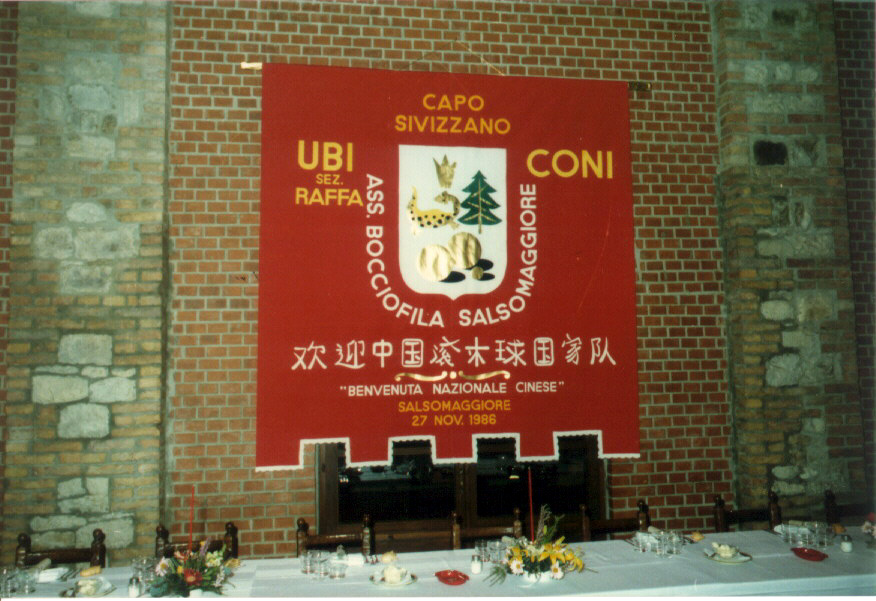 CAPO
SIVIZZANO
UBI
SEZ.
RAFFA
CONI
ASS. BOCCIOFILA SALSOMAGGIORE
欢迎中国滚木球国家队
"BENVENUTA NAZIONALE CINESE"
SALSOMAGGIORE
27 NOV. 1986